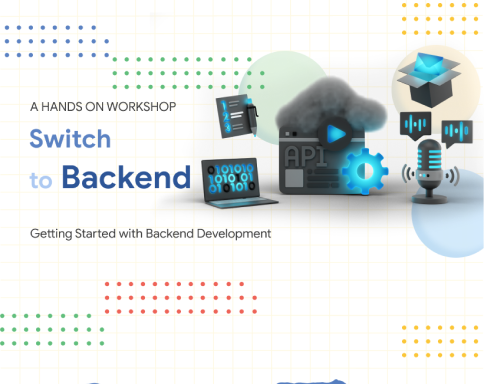 A HANDS ON WORKSHOP
Switch
to Backend
API
Getting Started with Backend Development